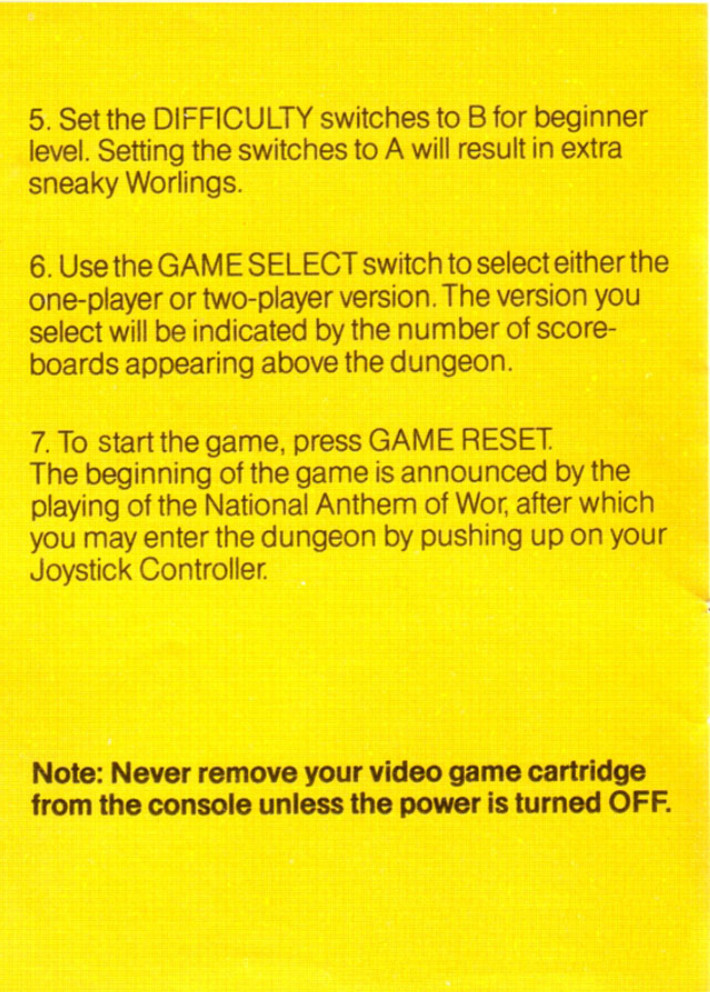 5. Set the DIFFICULTY switches to B for beginner
level. Setting the switches to A will result in extra
sneaky Worlings.
6. Use the GAME SELECT switch to select either the
one-player or two-player version. The version you
select will be indicated by the number of score-
boards appearing above the dungeon.
7. To start the game, press GAME RESET.
The beginning of the game is announced by the
playing of the National Anthem of Wor, after which
you may enter the dungeon by pushing up on your
Joystick Controller.
Note: Never remove your video game cartridge
from the console unless the power is turned OFF.